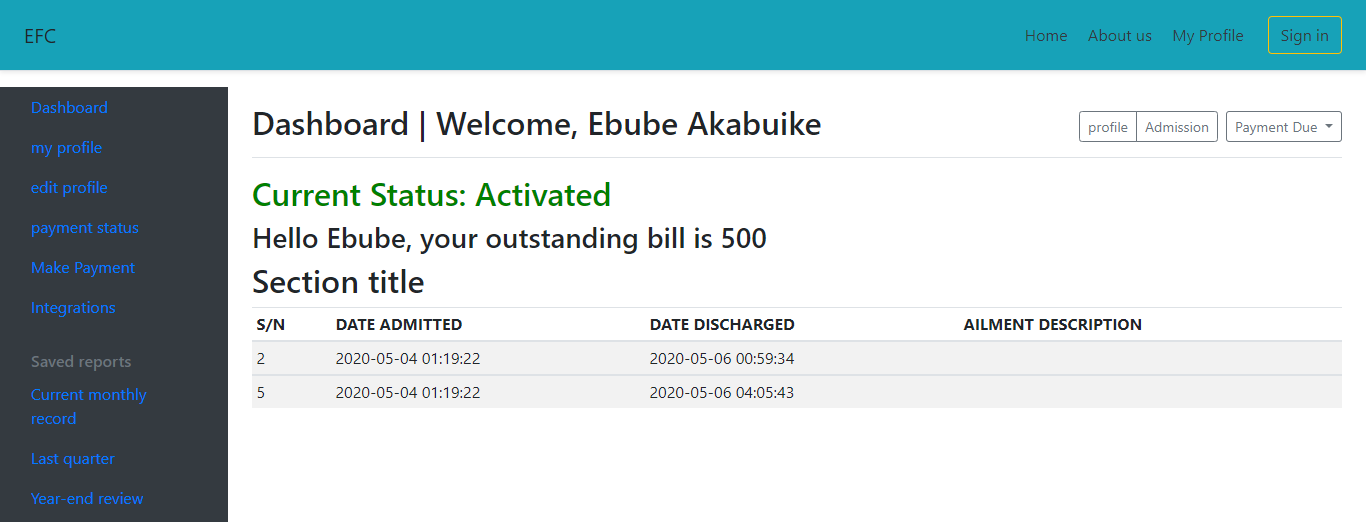 EFC
Home About us My Profile Sign in
Dashboard
my profile
edit profile
payment status
Make Payment
Integrations
Saved reports
Current monthly
record
Last quarter
Year-end review
Dashboard | Welcome, Ebube Akabuike
profile Admission Payment Due
Current Status: Activated
Hello Ebube, your outstanding bill is 500
Section title
S/N DATE ADMITTED DATE DISCHARGED AILMENT DESCRIPTION
2 2020-05-04 01:19:22 2020-05-06 00:59:34
5 2020-05-04 01:19:22 2020-05-06 04:05:43